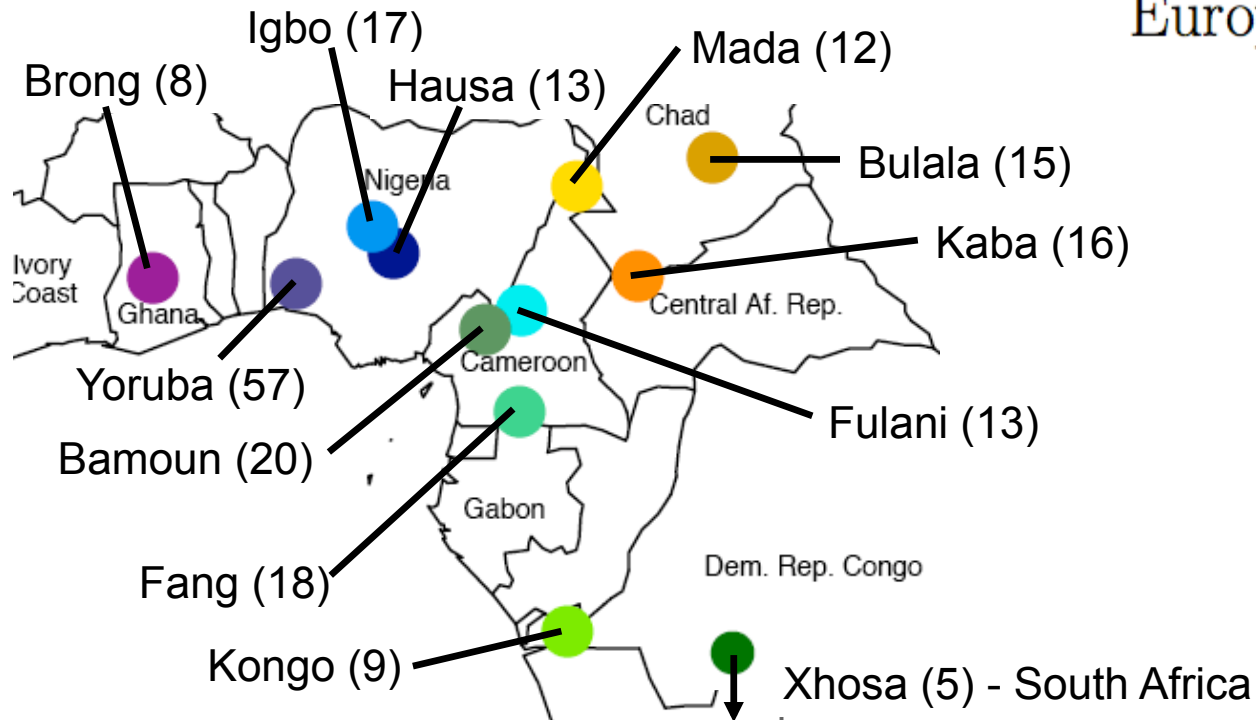 Igbo (17)
Europ
Mada (12)
Brong (8)
Hausa (13)
Chad
Bulala (15)
Nigeria
Kaba (16)
Ivory
Coast
Ghana
Central Af. Rep.
Yoruba (57)
Cameroon
Fulani (13)
Bamoun (20)
Gabon
Fang (18)
Dem. Rep. Congo
Kongo (9)
Xhosa (5) - South Africa